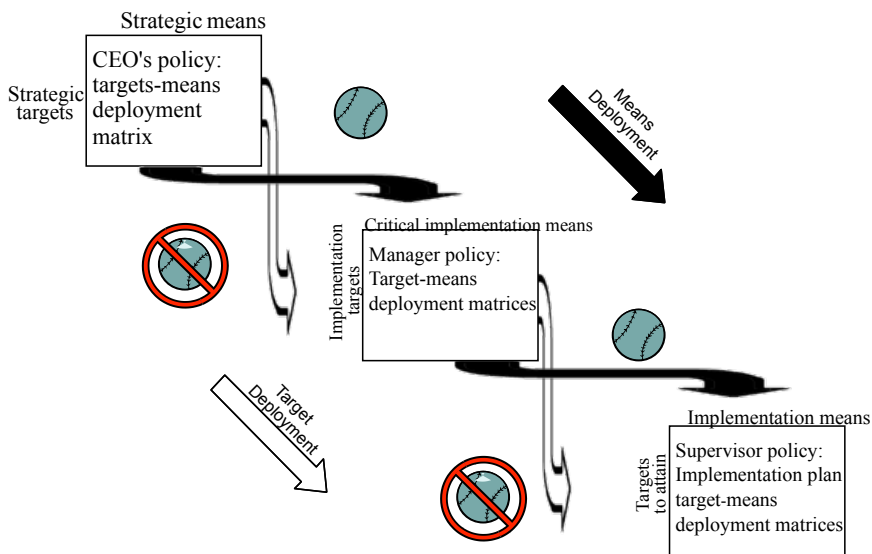 Strategic means
Strategic
targets
CEO's policy:
targets-means
deployment
matrix
Means
Deployment
Critical implementation means
Implementation
targets
Manager policy:
Target-means
deployment matrices
Target
Deployment
Implementation means
Targets
to attain
Supervisor policy:
Implementation plan
target-means
deployment matrices